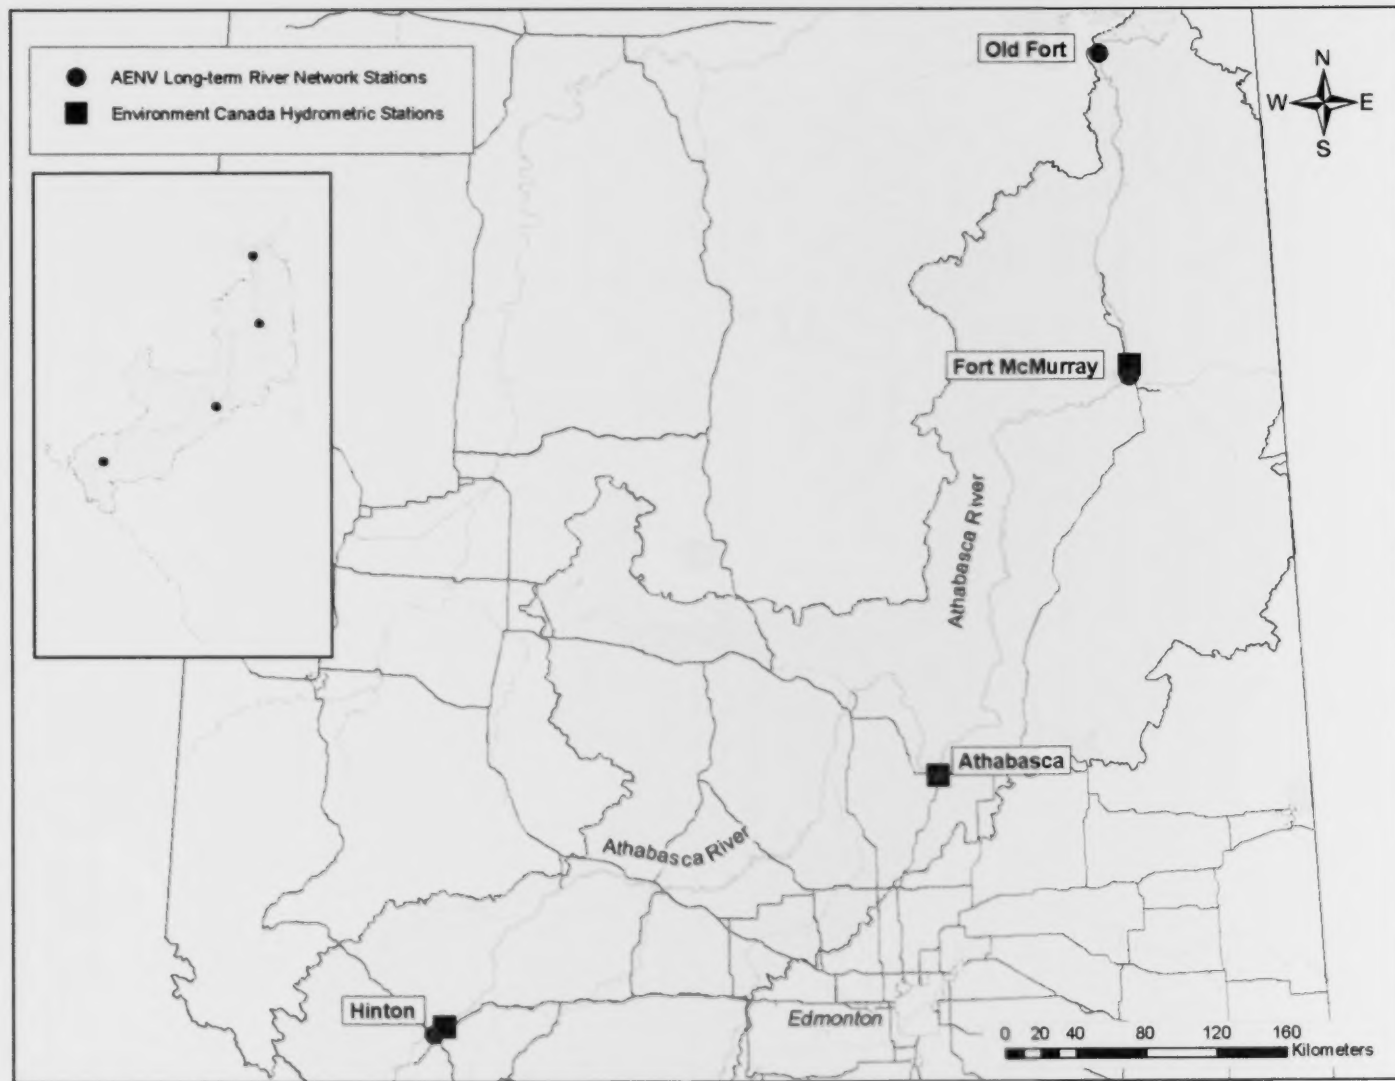 Old Fort
AENV Long-term River Network Stations
Environment Canada Hydrometric Stations
N
W E
S
Fort McMurray
Athabasca River
Athabasca
Athabasca River
Hinton
Edmonton
0 20 40 80 120 160
Kilometers